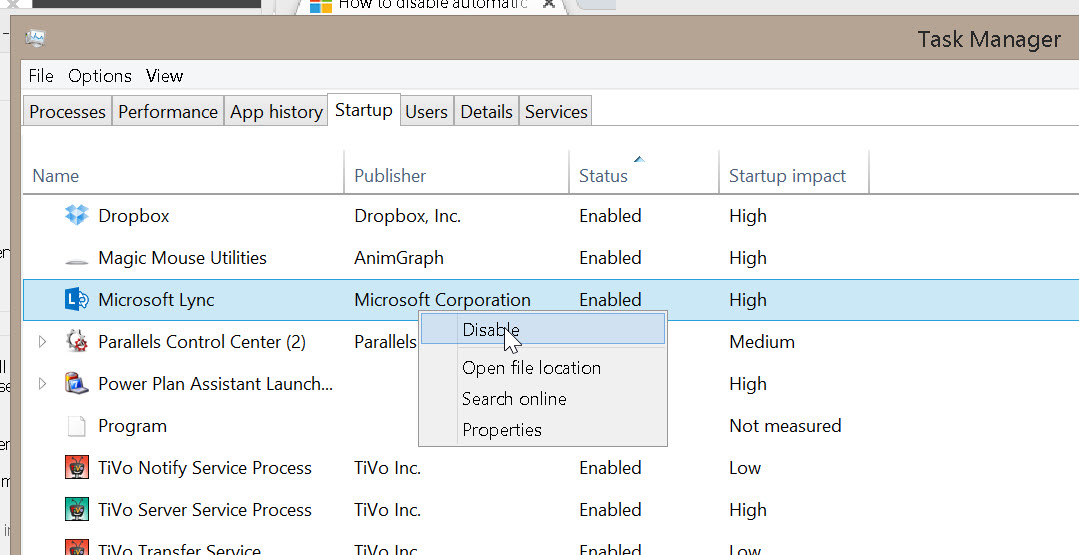 How to disable automatic
Task Manager
File Options View
Processes Performance App history Startup Users Details Services
Name Publisher Status Startup impact
Dropbox Dropbox, Inc. Enabled High
Magic Mouse Utilities AnimGraph Enabled High
Microsoft Lync Microsoft Corporation Enabled High
Disable
Parallels Control Center (2) Parallels Medium
Open file location
Power Plan Assistant Launch... High
Search online
Program Not measured
Properties
TiVo Notify Service Process TiVo Inc. Enabled Low
TiVo Server Service Process TiVo Inc. Enabled High
TiVo Transfer Service TiVo Inc. Enabled Low